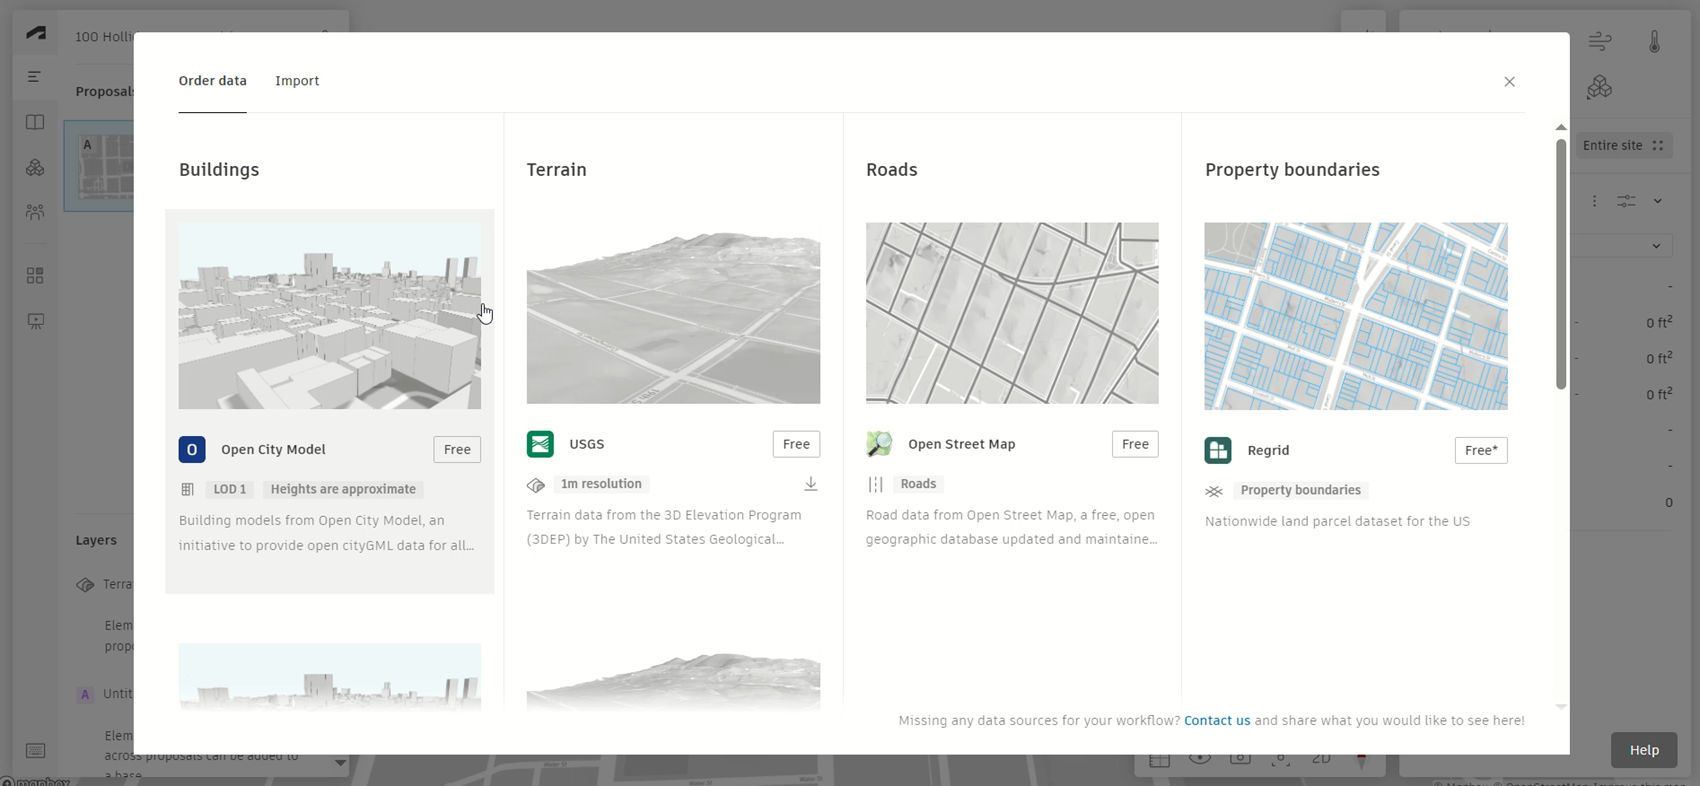 100 Holli
Order data
Import
Proposals
A
Entire site
Buildings
Terrain
Roads
Property boundaries
-
- 0 ft²
- 0 ft²
- 0 ft²
-
-
0
O Open City Model
Free
LOD 1
Heights are approximate
Building models from Open City Model, an
initiative to provide open cityGML data for all...
USGS
Free
1m resolution
Terrain data from the 3D Elevation Program
(3DEP) by The United States Geological...
Open Street Map
Free
Roads
Road data from Open Street Map, a free, open
geographic database updated and maintaine...
Regrid
Free*
Property boundaries
Nationwide land parcel dataset for the US
Layers
Terra
Elem
propo
A Untit
Elem
across proposals can be added to
a base.
Missing any data sources for your workflow? Contact us and share what you would like to see here!
Help
2D
mapbox
Water St